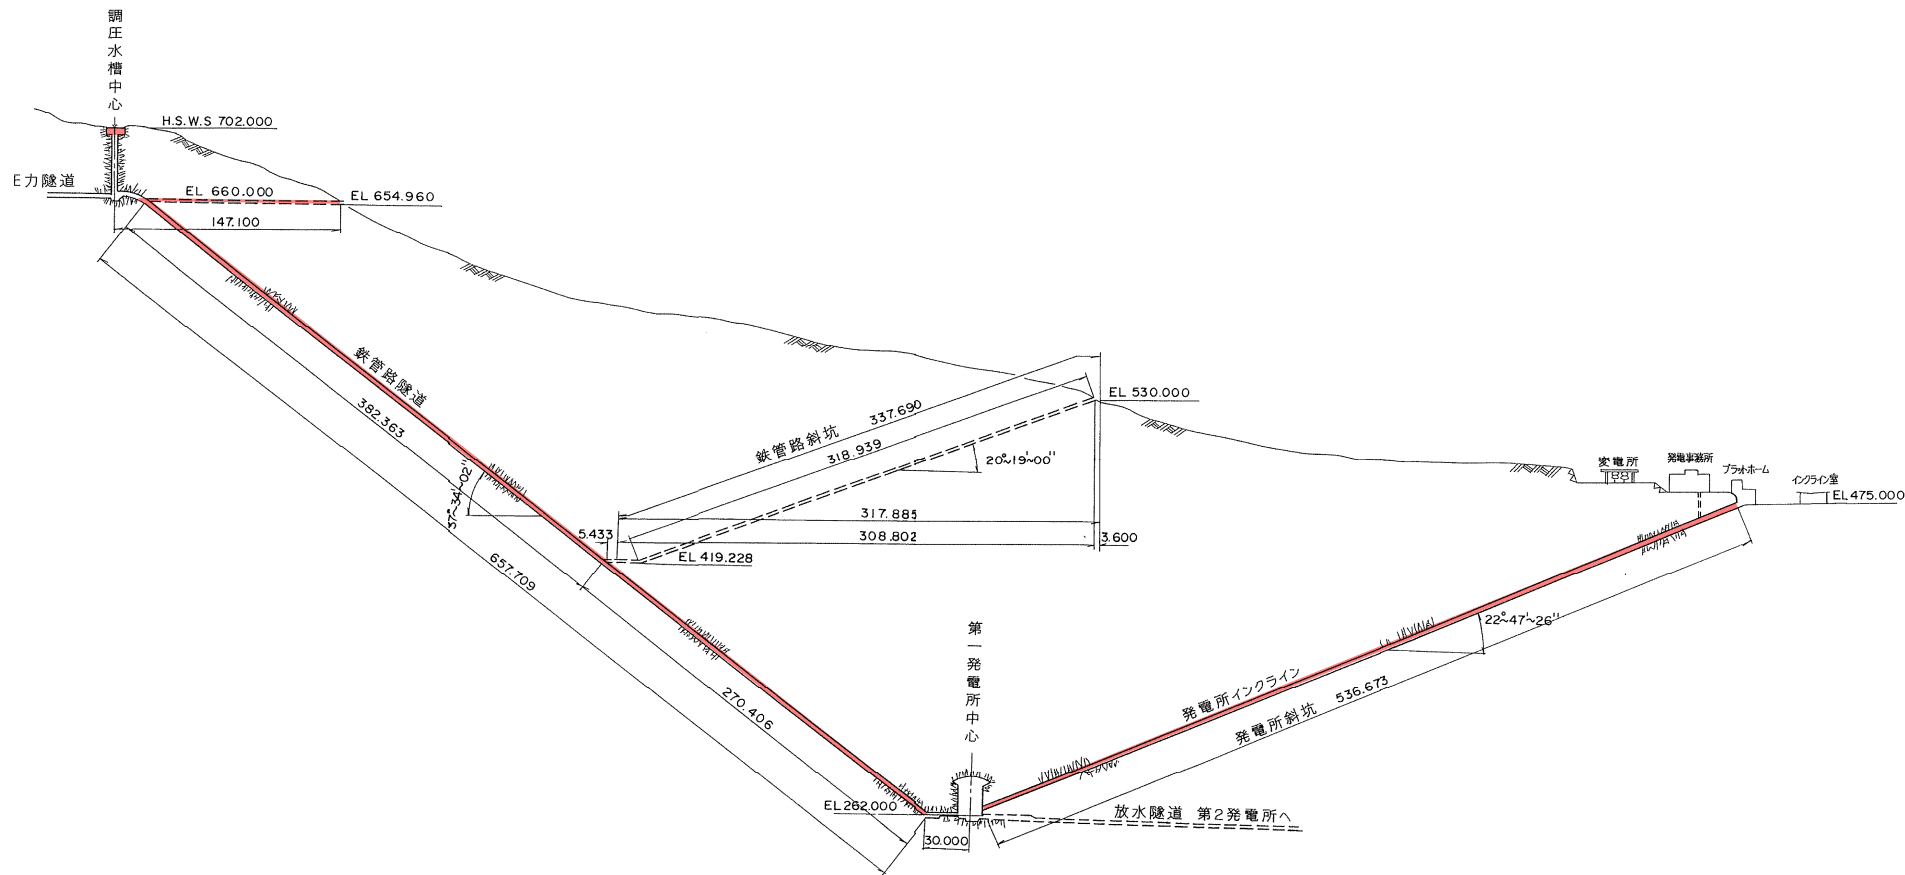 調圧水槽中心
H.S.W.S 702.000
圧力隧道
EL 660.000
EL 654.960
147.100
鉄管路隧道
382.363
37°~34'~02"
657.709
270.406
337.690
鉄管路斜坑
318.939
20°~19'~00"
EL 530.000
317.885
5.433
308.802
3.600
EL 419.228
変電所
発電事務所
プラットホーム
インクライン室
EL 475.000
22°~47'~26"
発電所インクライン
536.673
発電所斜坑
第一発電所中心
EL 262.000
30.000
放水隧道 第2発電所へ